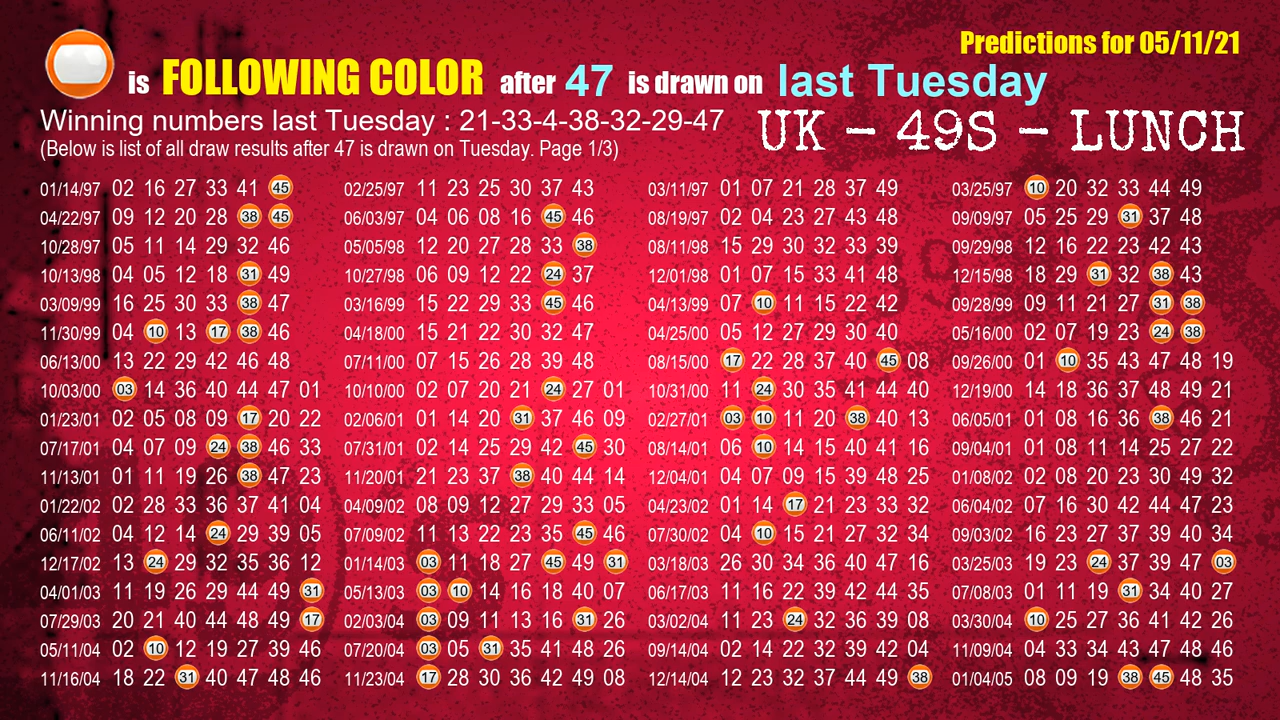 Predictions for 05/11/21
is FOLLOWING COLOR after 47 is drawn on last Tuesday
Winning numbers last Tuesday : 21-33-4-38-32-29-47
UK - 49S - LUNCH
(Below is list of all draw results after 47 is drawn on Tuesday. Page 1/3)
01/14/97 02 16 27 33 41 45 02/25/97 11 23 25 30 37 43 03/11/97 01 07 21 28 37 49 03/25/97 10 20 32 33 44 49
04/22/97 09 12 20 28 38 45 06/03/97 04 06 08 16 45 46 08/19/97 02 04 23 27 43 48 09/09/97 05 25 29 31 37 48
10/28/97 05 11 14 29 32 46 05/05/98 12 20 27 28 33 38 08/11/98 15 29 30 32 33 39 09/29/98 12 16 22 23 42 43
10/13/98 04 05 12 18 31 49 10/27/98 06 09 12 22 24 37 12/01/98 01 07 15 33 41 48 12/15/98 18 29 31 32 38 43
03/09/99 16 25 30 33 38 47 03/16/99 15 22 29 33 45 46 04/13/99 07 10 11 15 22 42 09/28/99 09 11 21 27 31 38
11/30/99 04 10 13 17 38 46 04/18/00 15 21 22 30 32 47 04/25/00 05 12 27 29 30 40 05/16/00 02 07 19 23 24 38
06/13/00 13 22 29 42 46 48 07/11/00 07 15 26 28 39 48 08/15/00 17 22 28 37 40 45 08 09/26/00 01 10 35 43 47 48 19
10/03/00 03 14 36 40 44 47 01 10/10/00 02 07 20 21 24 27 01 10/31/00 11 24 30 35 41 44 40 12/19/00 14 18 36 37 48 49 21
01/23/01 02 05 08 09 17 20 22 02/06/01 01 14 20 31 37 46 09 02/27/01 03 10 11 20 38 40 13 06/05/01 01 08 16 36 38 46 21
07/17/01 04 07 09 24 38 46 33 07/31/01 02 14 25 29 42 45 30 08/14/01 06 10 14 15 40 41 16 09/04/01 01 08 11 14 25 27 22
11/13/01 01 11 19 26 38 47 23 11/20/01 21 23 37 38 40 44 14 12/04/01 04 07 09 15 39 48 25 01/08/02 02 08 20 23 30 49 32
01/22/02 02 28 33 36 37 41 04 04/09/02 08 09 12 27 29 33 05 04/23/02 01 14 17 21 23 33 32 06/04/02 07 16 30 42 44 47 23
06/11/02 04 12 14 24 29 39 05 07/09/02 11 13 22 23 35 45 46 07/30/02 04 10 15 21 27 32 34 09/03/02 16 23 27 37 39 40 34
12/17/02 13 24 29 32 35 36 12 01/14/03 03 11 18 27 45 49 31 03/18/03 26 30 34 36 40 47 16 03/25/03 19 23 24 37 39 47 03
04/01/03 11 19 26 29 44 49 31 05/13/03 03 10 14 16 18 40 07 06/17/03 11 16 22 39 42 44 35 07/08/03 01 11 19 31 34 40 27
07/29/03 20 21 40 44 48 49 17 02/03/04 03 09 11 13 16 31 26 03/02/04 11 23 24 32 36 39 08 03/30/04 10 25 27 36 41 42 26
05/11/04 02 10 12 19 27 39 46 07/20/04 03 05 31 35 41 48 26 09/14/04 02 14 22 32 39 42 04 11/09/04 04 33 34 43 47 48 46
11/16/04 18 22 31 40 47 48 46 11/23/04 17 28 30 36 42 49 08 12/14/04 12 23 32 37 44 49 38 01/04/05 08 09 19 38 45 48 35